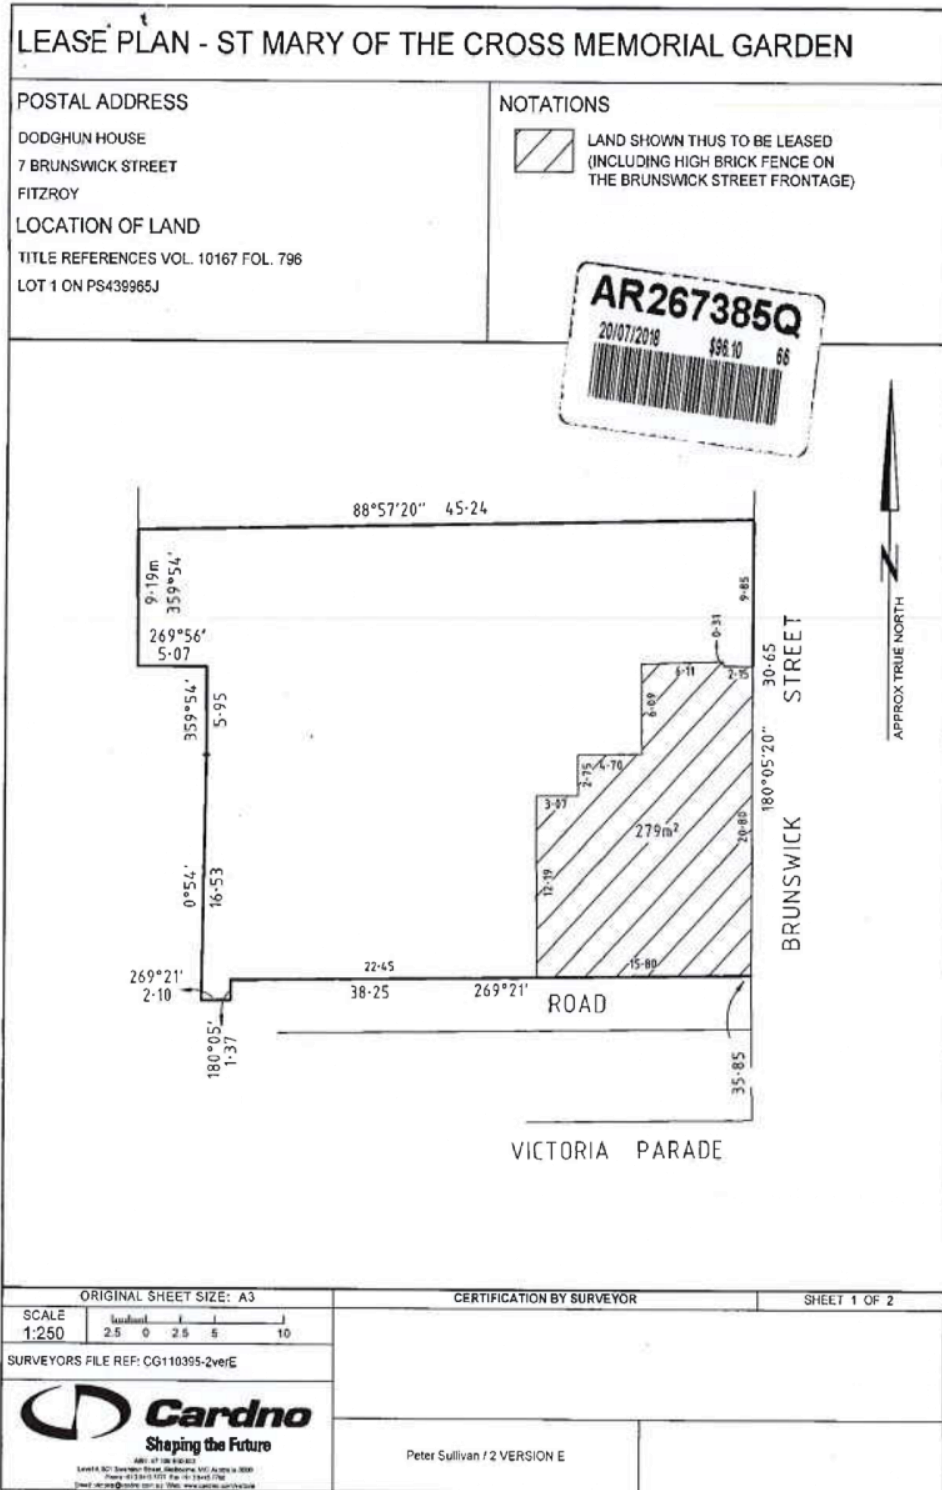 LEASE PLAN - ST MARY OF THE CROSS MEMORIAL GARDEN
POSTAL ADDRESS
DODGHUN HOUSE
7 BRUNSWICK STREET
FITZROY
LOCATION OF LAND
TITLE REFERENCES VOL. 10167 FOL. 796
LOT 1 ON PS439965J
NOTATIONS
LAND SHOWN THUS TO BE LEASED
(INCLUDING HIGH BRICK FENCE ON
THE BRUNSWICK STREET FRONTAGE)
AR267385Q
20/07/2018 $96.10 66
88°57'20" 45·24
9·19m
359°54'
269°56'
5·07
359°54'
5·95
0°54'
16·53
269°21'
2·10
180°05'
1·37
22·45
38·25 269°21'
ROAD
9·85
0·31
6·11
2·15
6·09
4·70
2·75
3·07
12·19
279m²
20·80
15·80
30·65
180°05'20"
BRUNSWICK STREET
35·85
VICTORIA PARADE
N
APPROX TRUE NORTH
ORIGINAL SHEET SIZE: A3
SCALE
1:250
2.5 0 2.5 5 10
SURVEYORS FILE REF: CG110395-2verE
Cardno
Shaping the Future
CERTIFICATION BY SURVEYOR
SHEET 1 OF 2
Peter Sullivan / 2 VERSION E